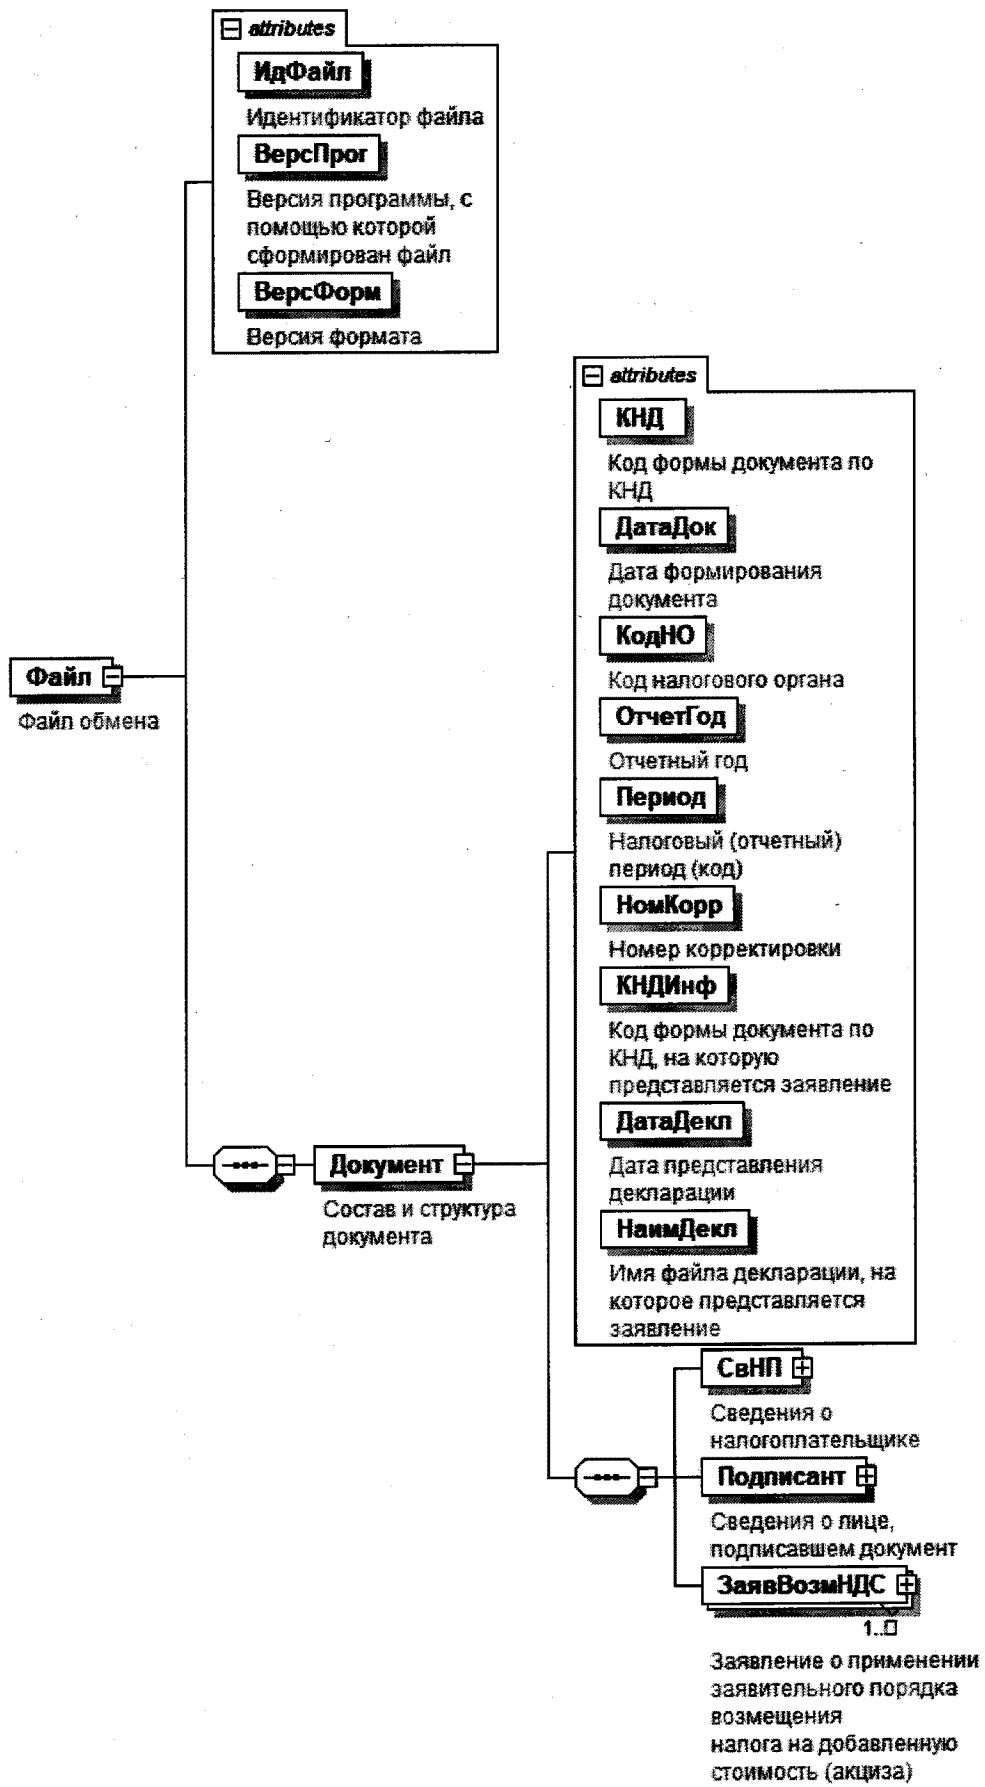 attributes
ИдФайл
Идентификатор файла
ВерсПрог
Версия программы, с
помощью которой
сформирован файл
ВерсФорм
Версия формата
Файл
Файл обмена
Документ
Состав и структура
документа
attributes
КНД
Код формы документа по
КНД
ДатаДок
Дата формирования
документа
КодНО
Код налогового органа
ОтчетГод
Отчетный год
Период
Налоговый (отчетный)
период (код)
НомКорр
Номер корректировки
КНДИнф
Код формы документа по
КНД, на которую
представляется заявление
ДатаДекл
Дата представления
декларации
НаимДекл
Имя файла декларации, на
которое представляется
заявление
СвНП
Сведения о
налогоплательщике
Подписант
Сведения о лице,
подписавшем документ
ЗаявВозмНДС
1..□
Заявление о применении
заявительного порядка
возмещения
налога на добавленную
стоимость (акциза)